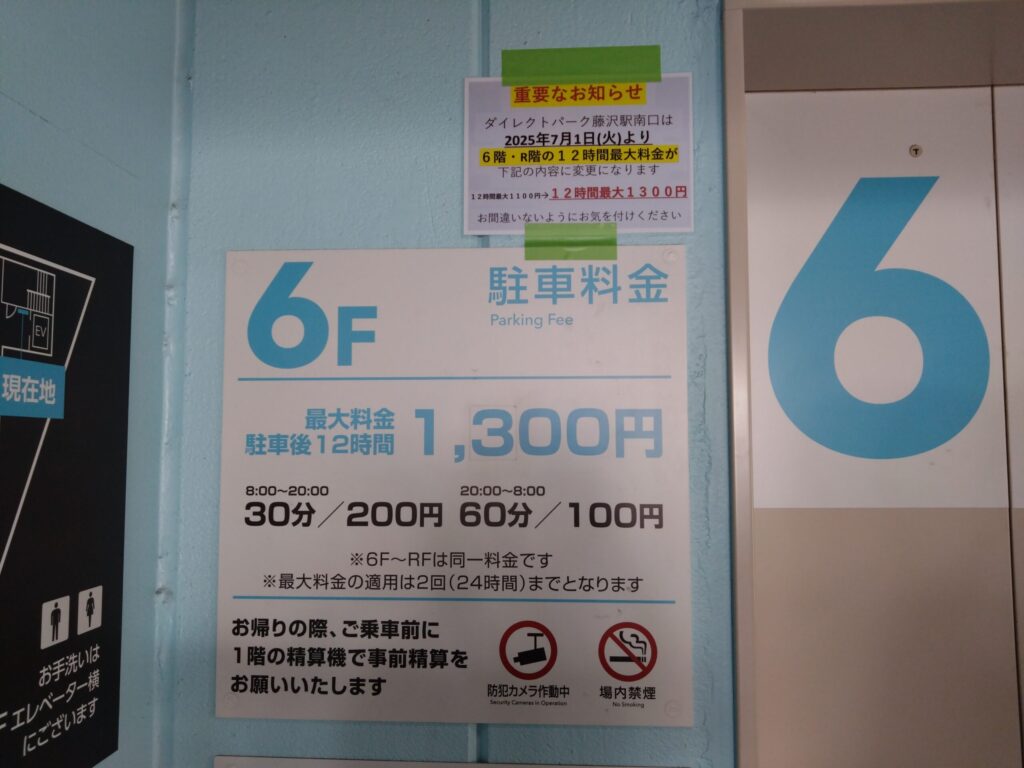 重要なお知らせ
ダイレクトパーク藤沢駅南口は
2025年7月1日(火)より
6階・R階の12時間最大料金が
下記の内容に変更になります
12時間最大1100円→12時間最大1300円
お間違いないようにお気を付けください
6F
駐車料金
Parking Fee
最大料金
駐車後12時間
1,300円
8:00〜20:00
30分／200円
20:00〜8:00
60分／100円
※6F〜RFは同一料金です
※最大料金の適用は2回(24時間)までとなります
お帰りの際、ご乗車前に
1階の精算機で事前精算を
お願いいたします
防犯カメラ作動中
Security Cameras in Operation
場内禁煙
No Smoking
6
EV
現在地
お手洗いは
F エレベーター横
にございます